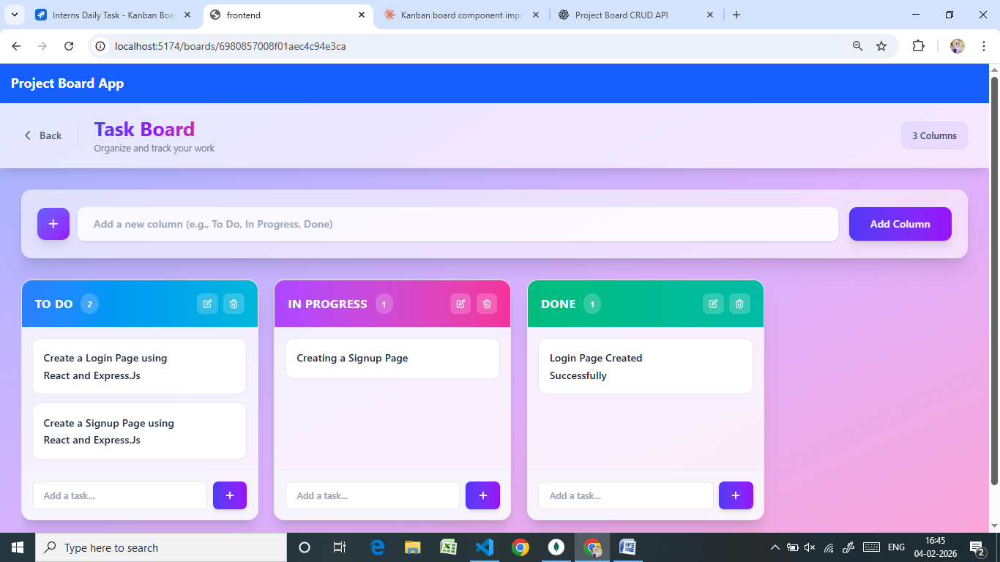 Interns Daily Task - Kanban Boa
frontend
Kanban board component impr
Project Board CRUD API
localhost:5174/boards/6980857008f01aec4c94e3ca
Project Board App
Back
Task Board
Organize and track your work
3 Columns
+
Add a new column (e.g., To Do, In Progress, Done)
Add Column
TO DO 2
IN PROGRESS 1
DONE 1
Create a Login Page using
React and Express.Js
Creating a Signup Page
Login Page Created
Successfully
Create a Signup Page using
React and Express.Js
Add a task...
+
Add a task...
+
Add a task...
+
Type here to search
ENG
16:45
04-02-2026
2